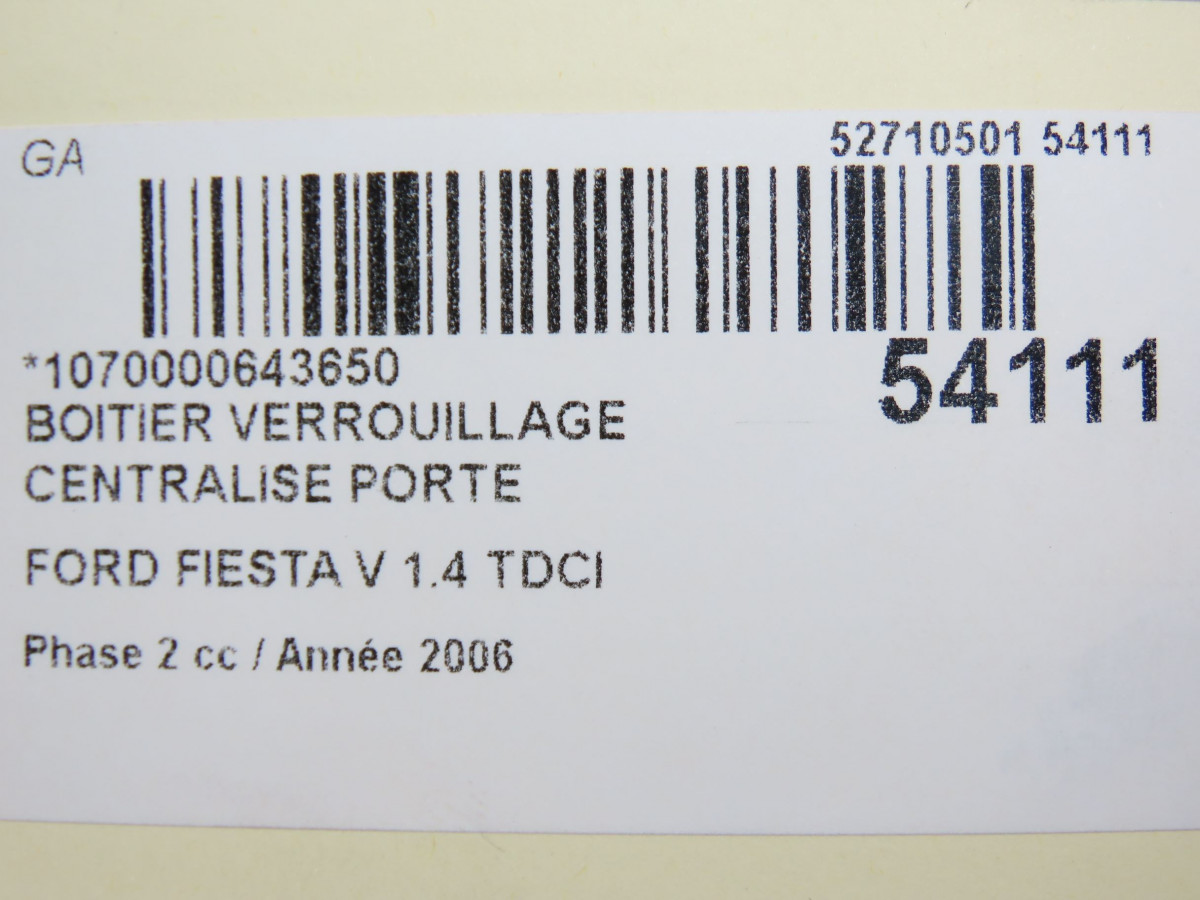 GA
52710501 54111
*1070000643650
54111
BOITIER VERROUILLAGE
CENTRALISE PORTE
FORD FIESTA V 1.4 TDCI
Phase 2 cc / Année 2006